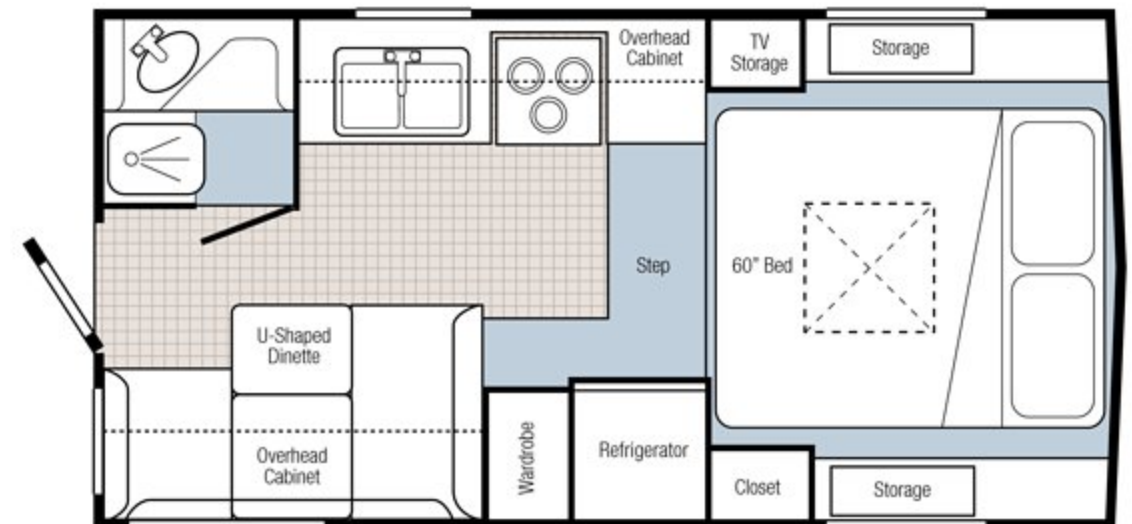 Overhead
Cabinet
TV
Storage
Storage
Step
60” Bed
U-Shaped
Dinette
Overhead
Cabinet
Wardrobe
Refrigerator
Closet
Storage